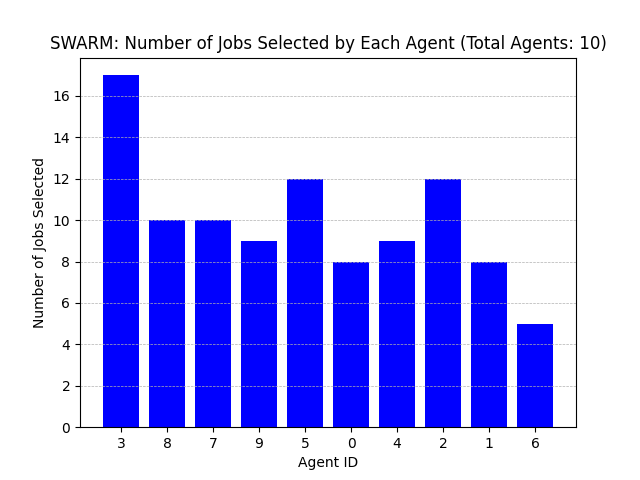 SWARM: Number of Jobs Selected by Each Agent (Total Agents: 10)
Number of Jobs Selected
16
14
12
10
8
6
4
2
0
3 8 7 9 5 0 4 2 1 6
Agent ID